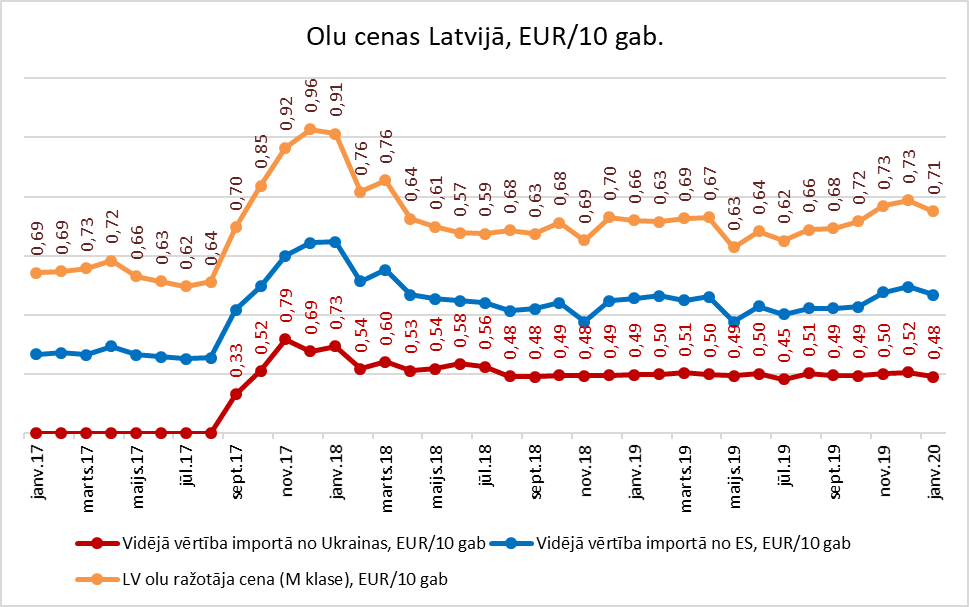 Olu cenas Latvijā, EUR/10 gab.
0,69 0,69 0,73 0,72 0,66 0,63 0,62 0,64 0,70 0,85 0,92 0,96 0,91 0,76 0,76 0,64 0,61 0,57 0,59 0,68 0,63 0,68 0,69 0,70 0,66 0,63 0,69 0,67 0,63 0,64 0,62 0,66 0,68 0,72 0,73 0,73 0,71
0,33 0,52 0,79 0,69 0,73 0,54 0,60 0,53 0,54 0,58 0,56 0,48 0,48 0,49 0,48 0,49 0,49 0,50 0,51 0,50 0,49 0,50 0,45 0,51 0,49 0,49 0,50 0,52 0,48
janv.17 marts.17 maijs.17 jūl.17 sept.17 nov.17 janv.18 marts.18 maijs.18 jūl.18 sept.18 nov.18 janv.19 marts.19 maijs.19 jūl.19 sept.19 nov.19 janv.20
Vidējā vērtība importā no Ukrainas, EUR/10 gab Vidējā vērtība importā no ES, EUR/10 gab
LV olu ražotāja cena (M klase), EUR/10 gab